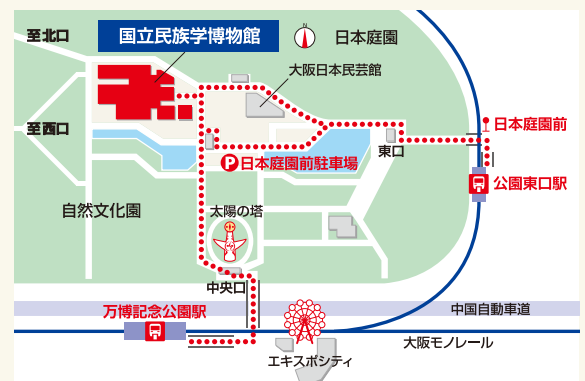 至北口
国立民族学博物館
N
日本庭園
大阪日本民芸館
至西口
日本庭園前
東口
P日本庭園前駐車場
公園東口駅
自然文化園
太陽の塔
中央口
万博記念公園駅
中国自動車道
大阪モノレール
エキスポシティ